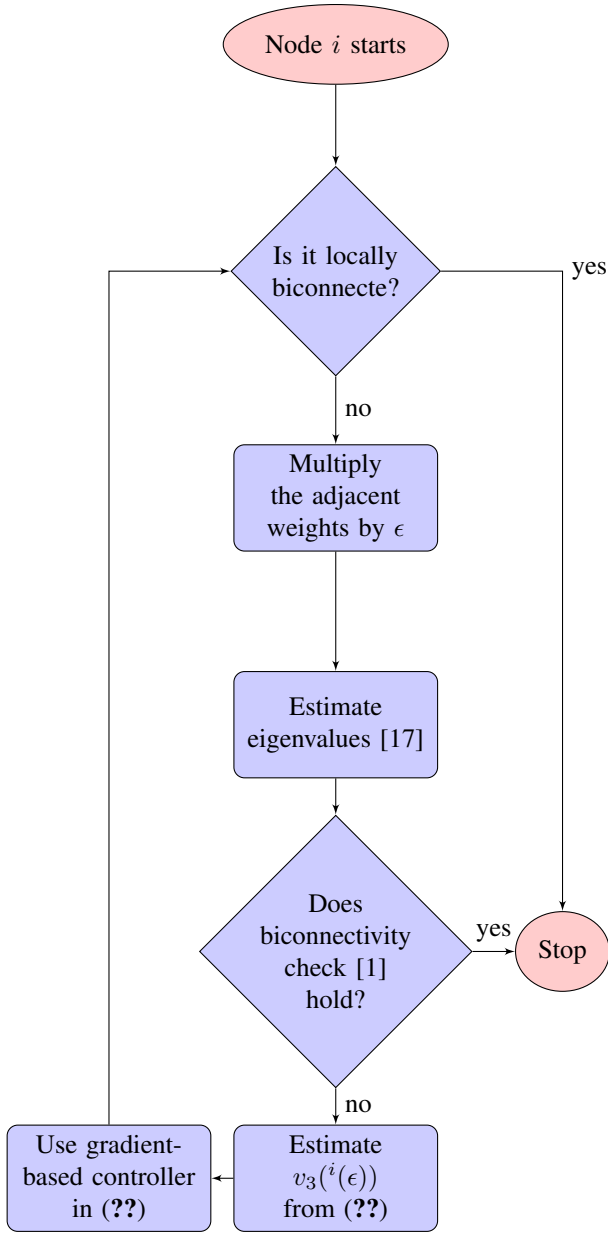 Node i starts
Is it locally
biconnecte?
yes
no
Multiply
the adjacent
weights by ϵ
Estimate
eigenvalues [17]
Does
biconnectivity
check [1]
hold?
yes
Stop
no
Use gradient-
based controller
in (??)
Estimate
v₃(ⁱ(ϵ))
from (??)